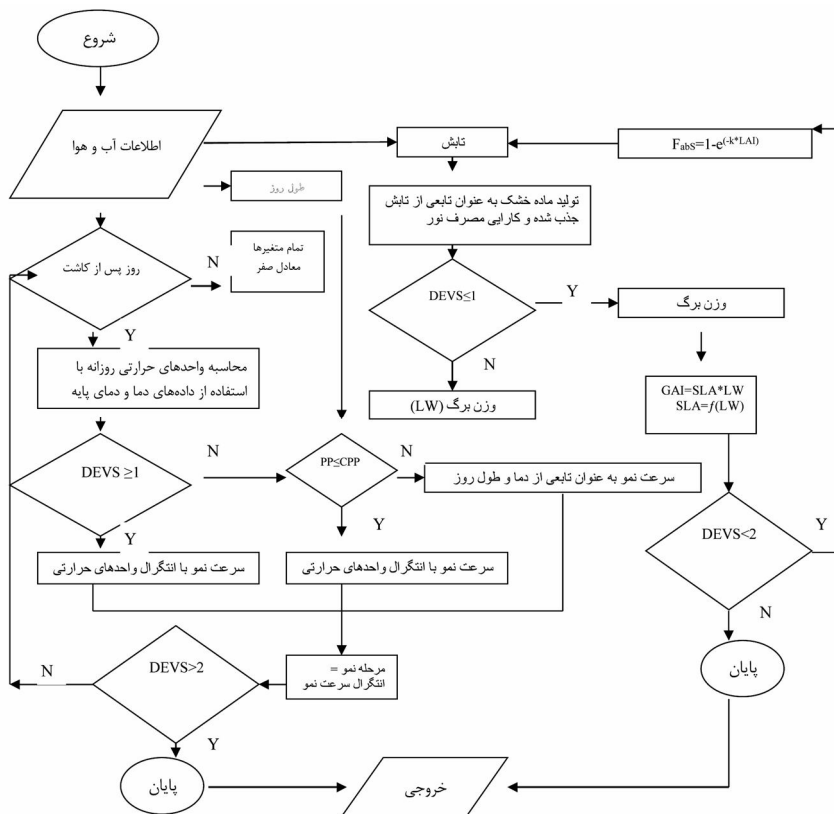 شروع
اطلاعات آب و هوا
تابش
FabS=1-e(-k*LAI)
طول روز
تولید ماده خشک به عنوان تابعی از تابش
جذب شده و کارایی مصرف نور
روز پس از کاشت
N
تمام متغیرها
معادل صفر
DEVS≤1
Y
وزن برگ
Y
N
محاسبه واحدهای حرارتی روزانه با
استفاده از داده‌های دما و دمای پایه
وزن برگ (LW)
GAI=SLA*LW
SLA=f(LW)
DEVS ≥1
N
PP≤CPP
N
سرعت نمو به عنوان تابعی از دما و طول روز
Y
Y
DEVS<2
Y
سرعت نمو با انتگرال واحدهای حرارتی
سرعت نمو با انتگرال واحدهای حرارتی
N
DEVS>2
N
مرحله نمو =
انتگرال سرعت نمو
پایان
Y
پایان
خروجی